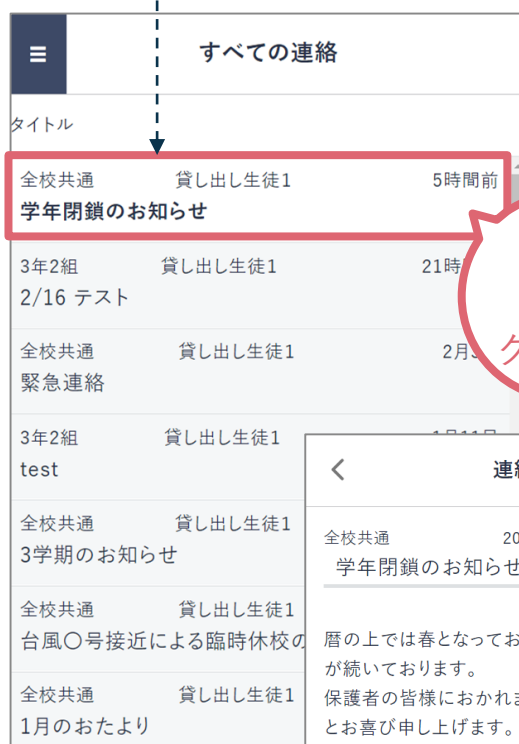 すべての連絡
タイトル
全校共通 貸し出し生徒1 5時間前
学年閉鎖のお知らせ
3年2組 貸し出し生徒1 21時
2/16 テスト
全校共通 貸し出し生徒1 2月
緊急連絡
3年2組 貸し出し生徒1
test
全校共通 貸し出し生徒1
3学期のお知らせ
全校共通 貸し出し生徒1
台風〇号接近による臨時休校の
全校共通 貸し出し生徒1
1月のおたより
連
全校共通 20
学年閉鎖のお知らせ
暦の上では春となってお
が続いております。
保護者の皆様におかれま
とお喜び申し上げます。